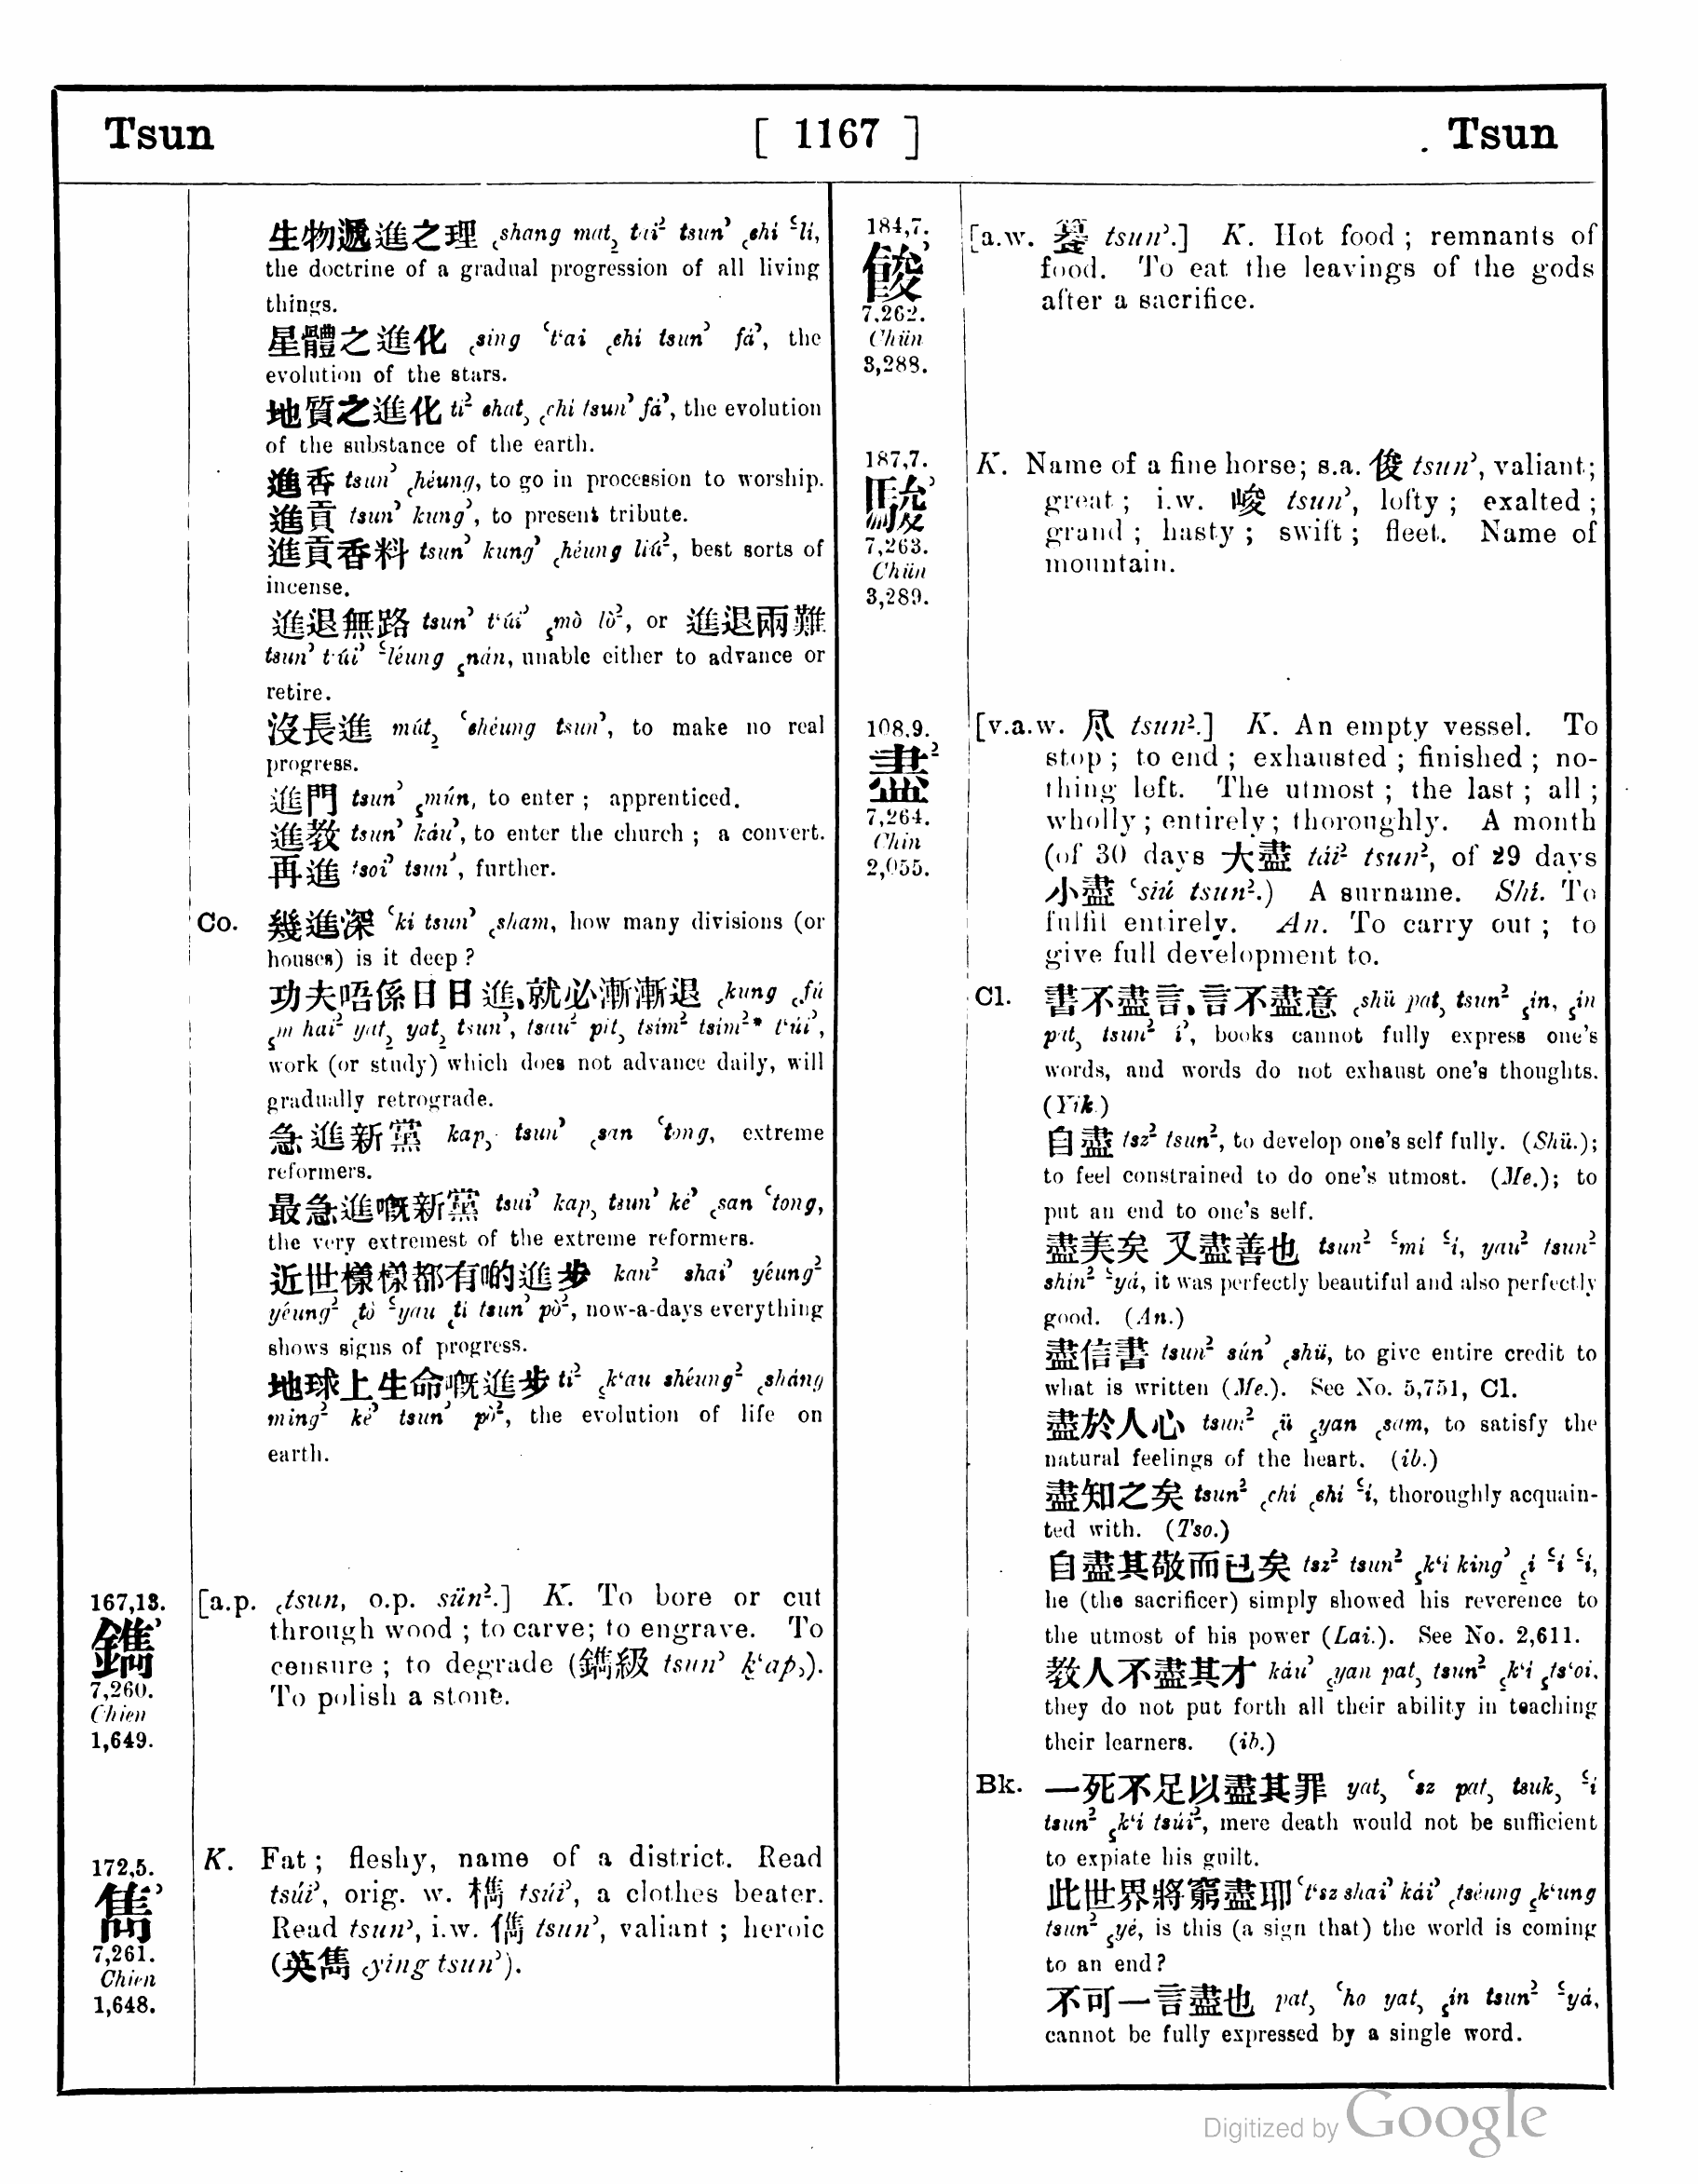 Tsun
[ 1167 ]
Tsun
生物遞進之理 ꜀shang mat꜇ tai² tsun꜄ ꜀chi ꜂li,
the doctrine of a gradual progression of all living
things.
星體之進化 ꜀sing ꜂t‘ai ꜀chi tsun꜄ fá꜄, the
evolution of the stars.
地質之進化 ti² chat꜆ ꜀chi tsun꜄ fá꜄, the evolution
of the substance of the earth.
進香 tsun꜄ ꜀héung, to go in procession to worship.
進貢 tsun꜄ kung꜄, to present tribute.
進貢香料 tsun꜄ kung꜄ ꜀héung liú², best sorts of
incense.
進退無路 tsun꜄ t‘úi꜄ ꜁mò lò², or 進退兩難
tsun꜄ t‘úi꜄ ꜃léung ꜁nán, unable either to advance or
retire.
沒長進 mút꜇ ꜂chéung tsun꜄, to make no real
progress.
進門 tsun꜄ ꜁mún, to enter ; apprenticed.
進教 tsun꜄ káu꜄, to enter the church ; a convert.
再進 tsoi꜄ tsun꜄, further.
Co. 幾進深 ꜂ki tsun꜄ ꜀sham, how many divisions (or
houses) is it deep ?
功夫唔係日日進、就必漸漸退 ꜀kung ꜀fú
꜁m hai² yat꜇ yat꜇ tsun꜄, tsau² pit꜆ tsím² tsím²* t‘úi꜄,
work (or study) which does not advance daily, will
gradually retrograde.
急進新黨 kap꜆ tsun꜄ ꜀san ꜂tong, extreme
reformers.
最急進嘅新黨 tsui꜄ kap꜆ tsun꜄ ké꜄ ꜀san ꜂tong,
the very extremest of the extreme reformers.
近世樣樣都有啲進步 kan² shai꜄ yéung²
yéung² ꜀tò ꜃yau ꜀ti tsun꜄ pò², now-a-days everything
shows signs of progress.
地球上生命嘅進步 ti² ꜁k‘au shéung² ꜀sháng
ming² ké꜄ tsun꜄ pò², the evolution of life on
earth.
167,13.
鐫꜄
7,260.
Chien
1,649.
[a.p. ꜀tsun, o.p. sün².] K. To bore or cut
through wood ; to carve; to engrave. To
censure ; to degrade (鐫級 tsun꜄ k‘ap꜆).
To polish a stone.
172,5.
雋꜄
7,261.
Chien
1,648.
K. Fat ; fleshy, name of a district. Read
tsúi꜄, orig. w. 檇 tsúi꜄, a clothes beater.
Read tsun꜄, i.w. 儁 tsun꜄, valiant ; heroic
(英雋 ꜀ying tsun꜄).
184,7.
餕꜄
7,262.
Chün
3,288.
[a.w. tsun꜄.] K. Hot food ; remnants of
food. To eat the leavings of the gods
after a sacrifice.
187,7.
駿꜄
7,263.
Chün
3,289.
K. Name of a fine horse; s.a. 俊 tsun꜄, valiant;
great ; i.w. 峻 tsun꜄, lofty ; exalted ;
grand ; hasty ; swift ; fleet. Name of
mountain.
108,9.
盡²
7,264.
Chin
2,055.
[v.a.w. 尽 tsun².] K. An empty vessel. To
stop ; to end ; exhausted ; finished ; no-
thing left. The utmost ; the last ; all ;
wholly ; entirely ; thoroughly. A month
(of 30 days 大盡 tái² tsun², of 29 days
小盡 ꜂siú tsun².) A surname. Shi. To
fulfil entirely. An. To carry out ; to
give full development to.
Cl. 書不盡言、言不盡意 ꜀shü pat꜆ tsun² ꜁in, ꜁in
pat꜆ tsun² i꜄, books cannot fully express one's
words, and words do not exhaust one's thoughts.
(Yik.)
自盡 tsz² tsun², to develop one's self fully. (Shü.);
to feel constrained to do one's utmost. (Me.); to
put an end to one's self.
盡美矣 又盡善也 tsun² ꜃mi ꜃i, yau² tsun²
shin² ꜃yá, it was perfectly beautiful and also perfectly
good. (An.)
盡信書 tsun² sún꜄ ꜀shü, to give entire credit to
what is written (Me.). See No. 5,751, Cl.
盡於人心 tsun² ꜀ü ꜁yan ꜀sam, to satisfy the
natural feelings of the heart. (ib.)
盡知之矣 tsun² ꜀chi ꜀chi ꜃i, thoroughly acquain-
ted with. (Tso.)
自盡其敬而已矣 tsz² tsun² ꜁k‘i king꜄ ꜁i ꜃i ꜃i,
he (the sacrificer) simply showed his reverence to
the utmost of his power (Lai.). See No. 2,611.
教人不盡其才 káu꜄ ꜁yan pat꜆ tsun² ꜁k‘i ꜁ts‘oi,
they do not put forth all their ability in teaching
their learners. (ib.)
Bk. 一死不足以盡其罪 yat꜆ ꜂sz pat꜆ tsuk꜆ ꜃i
tsun² ꜁k‘i tsúi², mere death would not be sufficient
to expiate his guilt.
此世界將窮盡耶 ꜂t‘sz shai꜄ kái꜄ ꜀tséung ꜁k‘ung
tsun² ꜁yé, is this (a sign that) the world is coming
to an end?
不可一言盡也 pat꜆ ꜂ho yat꜆ ꜁in tsun² ꜃yá,
cannot be fully expressed by a single word.
Digitized by Google